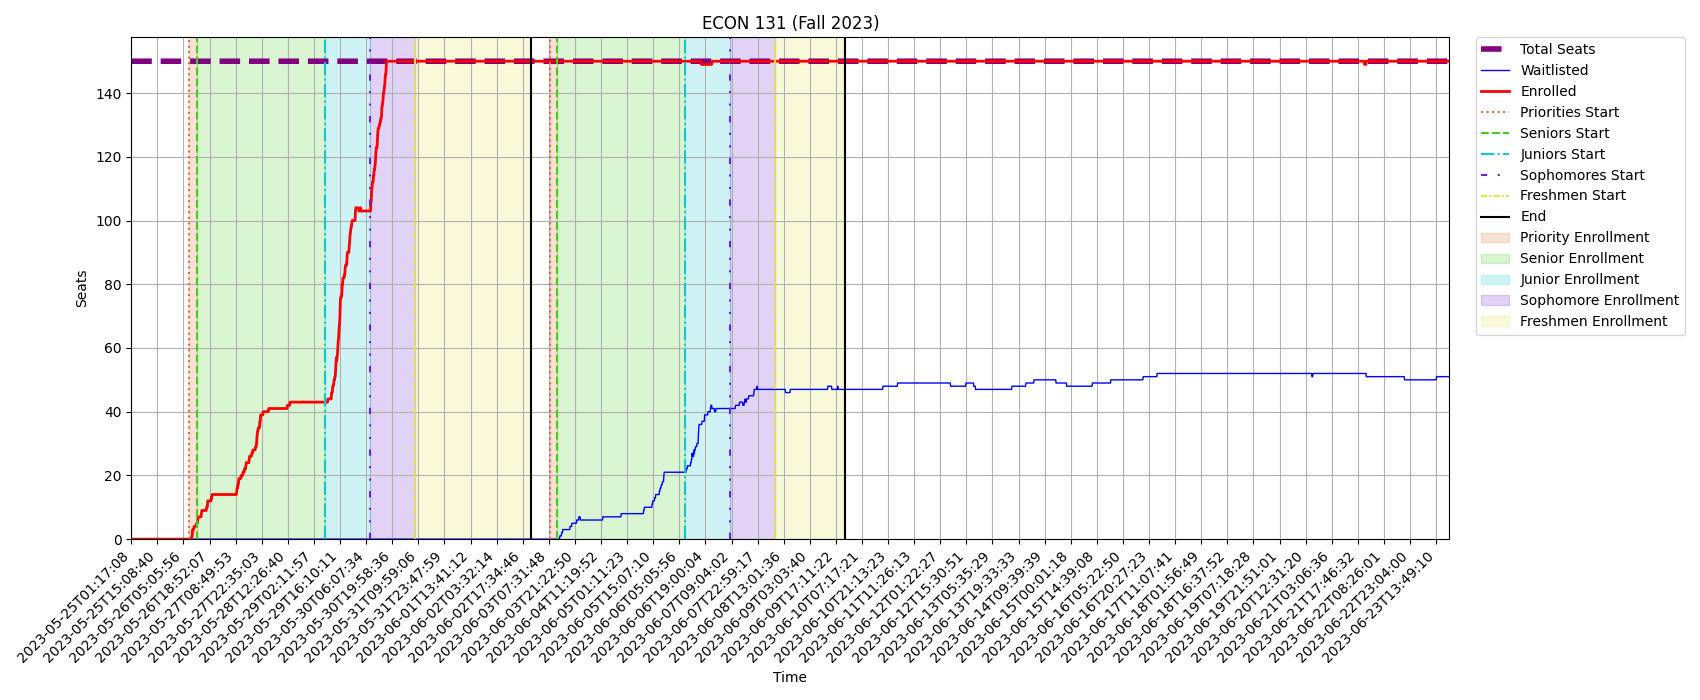 ECON 131 (Fall 2023)
Total Seats
Waitlisted
Enrolled
Priorities Start
Seniors Start
Juniors Start
Sophomores Start
Freshmen Start
End
Priority Enrollment
Senior Enrollment
Junior Enrollment
Sophomore Enrollment
Freshmen Enrollment
Seats
140
120
100
80
60
40
20
0
2023-05-25T01:17:08
2023-05-25T15:08:40
2023-05-26T05:05:56
2023-05-26T18:52:07
2023-05-27T08:49:53
2023-05-27T22:35:03
2023-05-28T12:26:40
2023-05-29T02:11:57
2023-05-29T16:10:11
2023-05-30T06:07:34
2023-05-30T19:58:36
2023-05-31T09:59:06
2023-05-31T23:47:59
2023-06-01T13:41:12
2023-06-02T03:32:14
2023-06-02T17:34:46
2023-06-03T07:31:48
2023-06-03T21:22:50
2023-06-04T11:19:52
2023-06-05T01:11:23
2023-06-05T15:07:10
2023-06-06T05:05:56
2023-06-06T19:00:04
2023-06-07T09:04:02
2023-06-07T22:59:17
2023-06-08T13:01:36
2023-06-09T03:03:40
2023-06-09T17:11:22
2023-06-10T07:17:21
2023-06-10T21:13:23
2023-06-11T11:26:13
2023-06-12T01:22:27
2023-06-12T15:30:51
2023-06-13T05:35:29
2023-06-13T19:33:33
2023-06-14T09:39:39
2023-06-15T00:01:18
2023-06-15T14:39:08
2023-06-16T05:22:50
2023-06-16T20:27:23
2023-06-17T11:07:41
2023-06-18T01:56:49
2023-06-18T16:37:52
2023-06-19T07:18:28
2023-06-19T21:51:01
2023-06-20T12:31:20
2023-06-21T03:06:36
2023-06-21T17:46:32
2023-06-22T08:26:01
2023-06-22T23:04:00
2023-06-23T13:49:10
Time